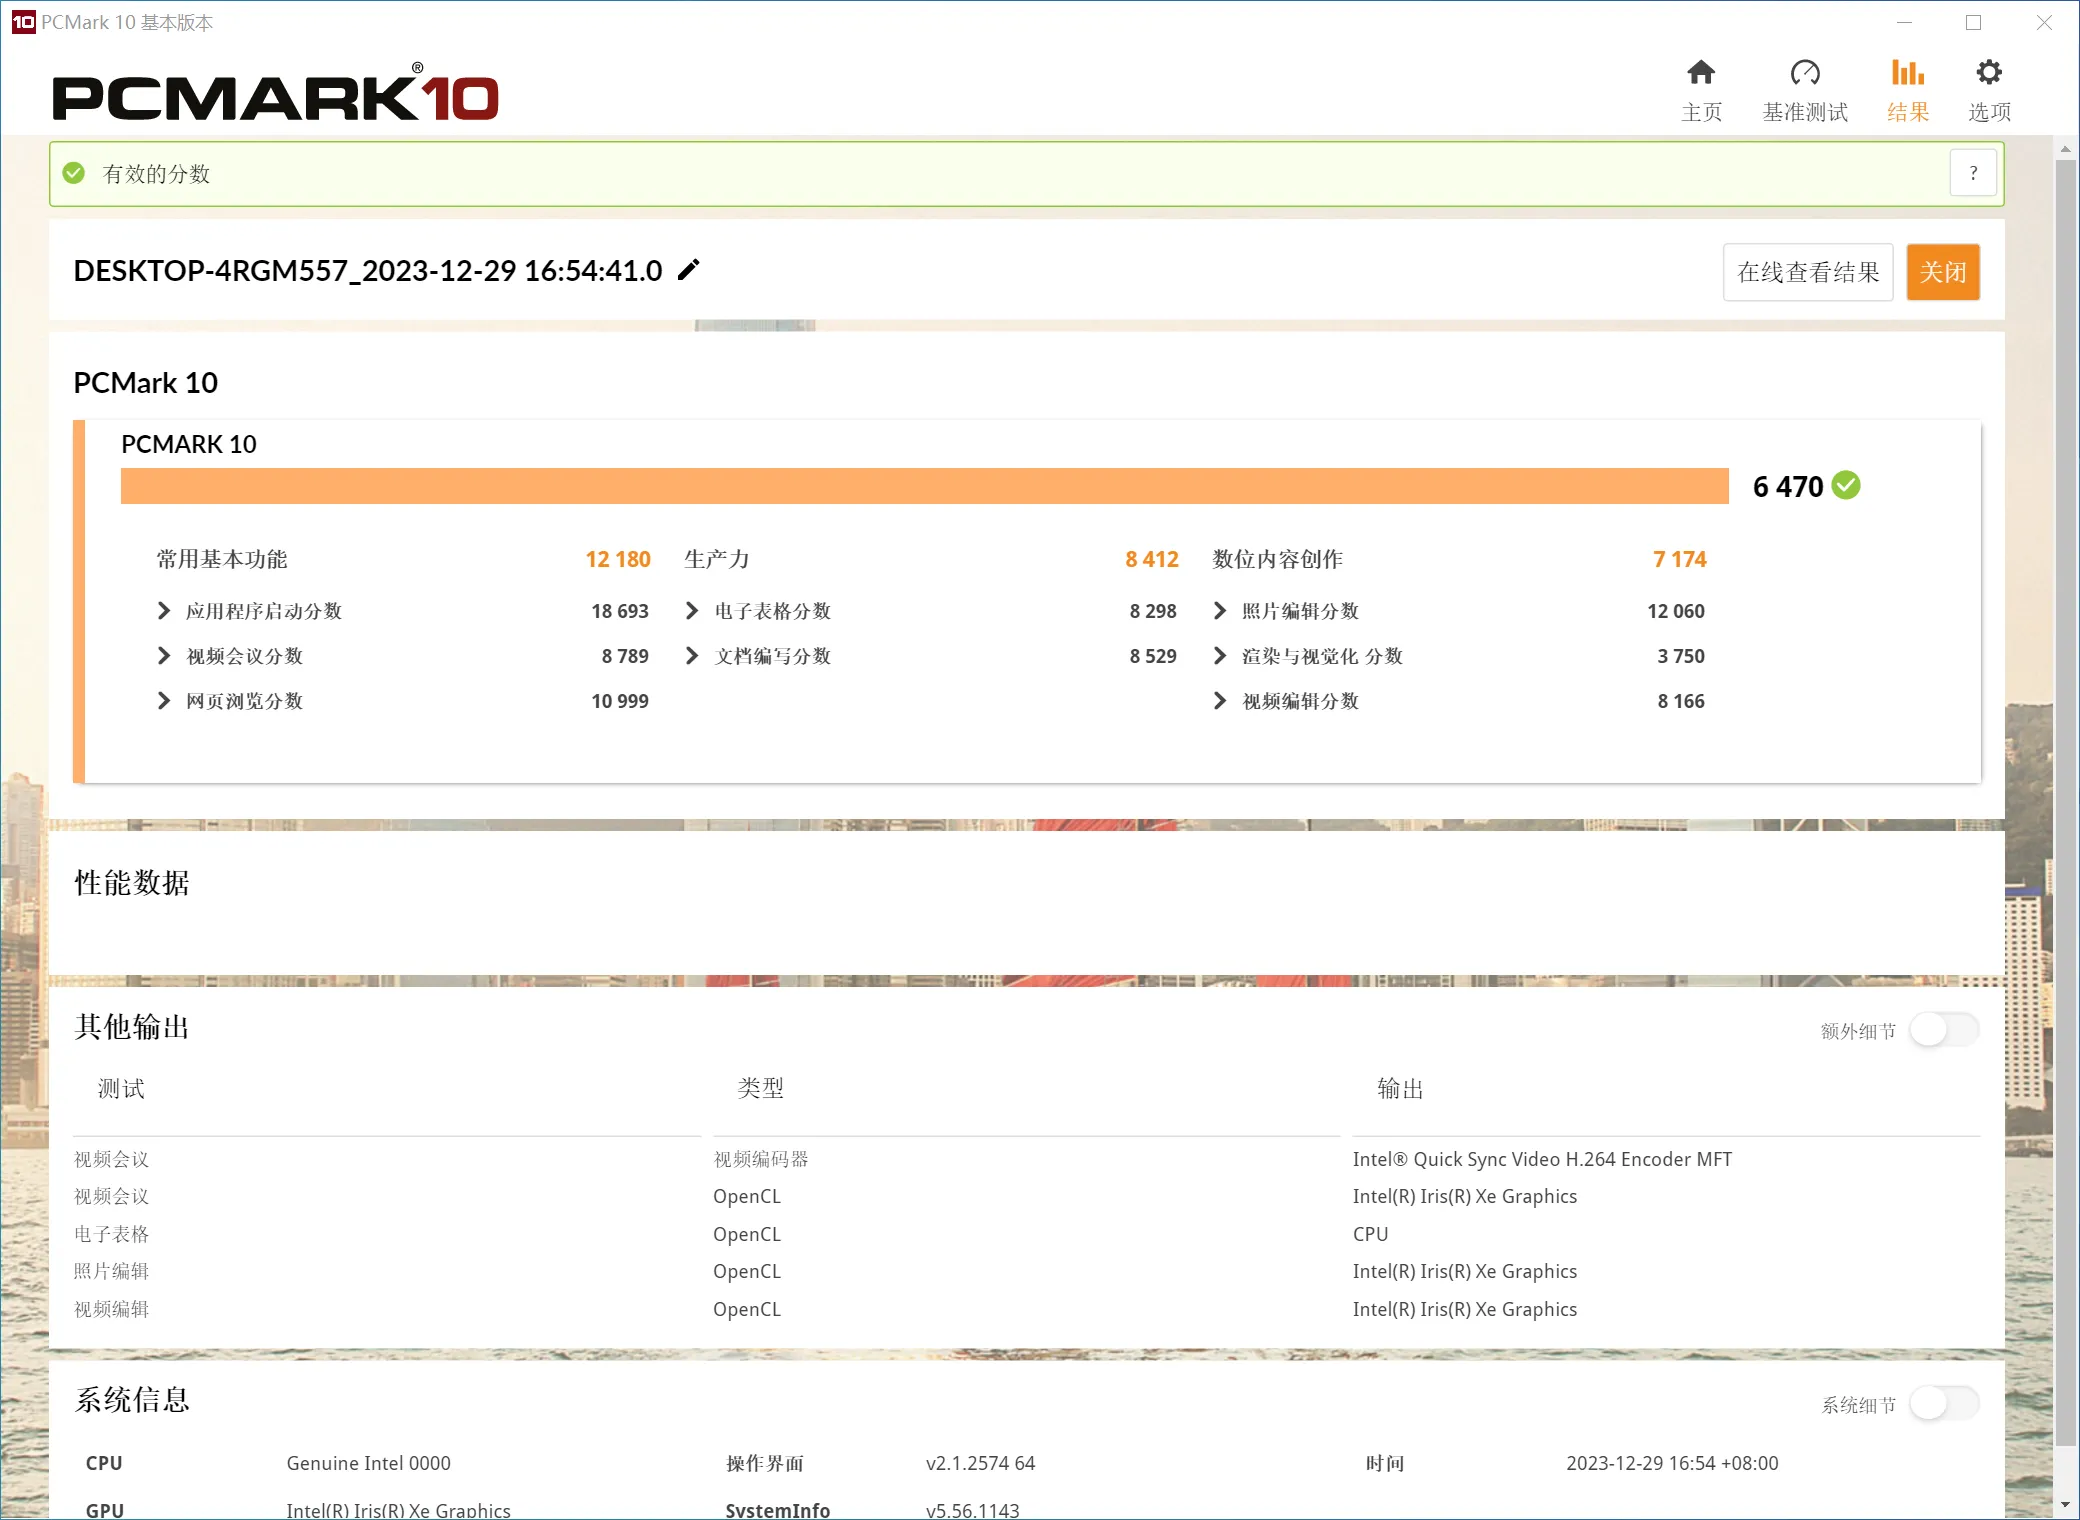 10 PCMark 10 基本版本
PCMARK®10
主页 基准测试 结果 选项
有效的分数 ?
DESKTOP-4RGM557_2023-12-29 16:54:41.0 在线查看结果 关闭
PCMark 10
PCMARK 10
6 470
常用基本功能 12 180 生产力 8 412 数位内容创作 7 174
应用程序启动分数 18 693 电子表格分数 8 298 照片编辑分数 12 060
视频会议分数 8 789 文档编写分数 8 529 渲染与视觉化 分数 3 750
网页浏览分数 10 999 视频编辑分数 8 166
性能数据
其他输出 额外细节
测试 类型 输出
视频会议 视频编码器 Intel® Quick Sync Video H.264 Encoder MFT
视频会议 OpenCL Intel(R) Iris(R) Xe Graphics
电子表格 OpenCL CPU
照片编辑 OpenCL Intel(R) Iris(R) Xe Graphics
视频编辑 OpenCL Intel(R) Iris(R) Xe Graphics
系统信息 系统细节
CPU Genuine Intel 0000 操作界面 v2.1.2574 64 时间 2023-12-29 16:54 +08:00
GPU Intel(R) Iris(R) Xe Graphics SystemInfo v5.56.1143